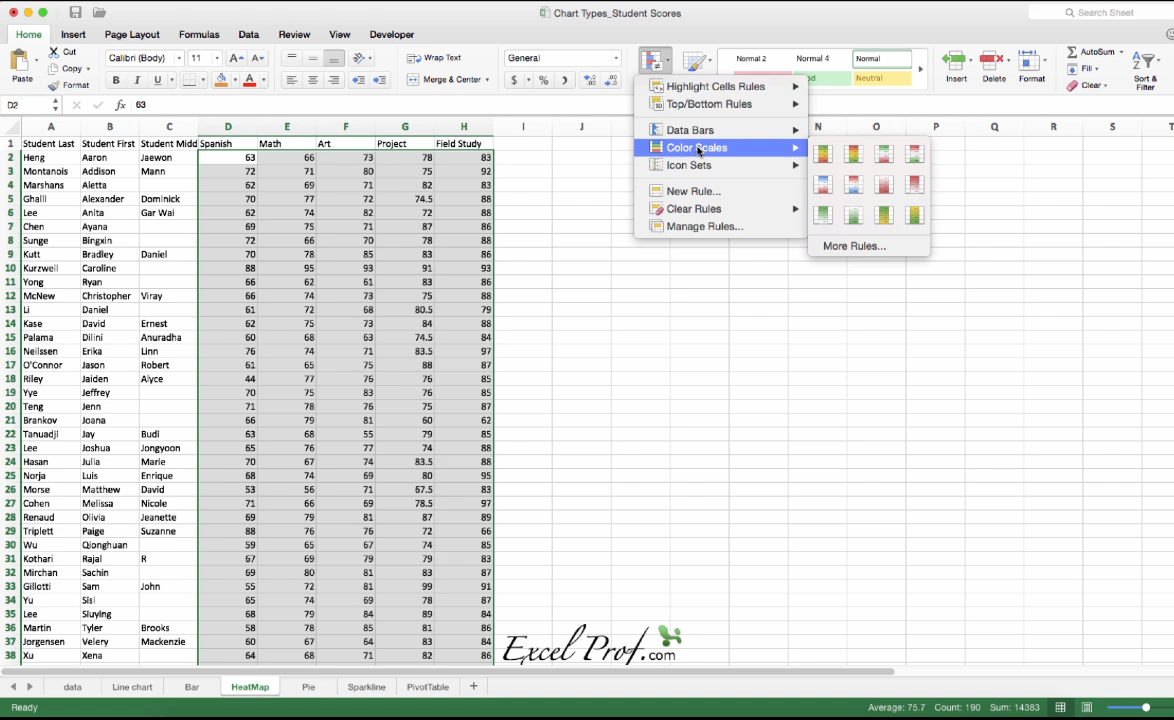 Chart Types_Student Scores
Search Sheet
Home Insert Page Layout Formulas Data Review View Developer
Paste Cut Copy Format
Calibri (Body) 11
B I U
Wrap Text
Merge & Center
General
$ %
Normal 2 Normal 4 Normal
Neutral
Insert Delete Format
AutoSum
Fill
Clear
Sort & Filter
D2 fx 63
Highlight Cells Rules
Top/Bottom Rules
Data Bars
Color Scales
Icon Sets
New Rule...
Clear Rules
Manage Rules...
More Rules...
A B C D E F G H I J N O P Q R S T
1 Student Last Student First Student Midd Spanish Math Art Project Field Study
2 Heng Aaron Jaewon 63 66 73 78 83
3 Montanois Addison Mann 72 71 80 75 92
4 Marshans Aletta 62 69 71 82 83
5 Ghalli Alexander Dominick 70 77 72 74.5 88
6 Lee Anita Gar Wai 62 74 82 72 88
7 Chen Ayana 69 75 71 87 86
8 Sunge Bingxin 72 66 70 78 88
9 Kutt Bradley Daniel 70 78 85 83 86
10 Kurzweil Caroline 88 95 93 91 93
11 Yong Ryan 66 62 61 83 86
12 McNew Christopher Viray 66 74 73 75 88
13 Li Daniel 61 72 68 80.5 79
14 Kase David Ernest 62 75 73 84 88
15 Palama Dilini Anuradha 60 68 63 74.5 84
16 Neilssen Erika Linn 76 74 71 83.5 97
17 O'Connor Jason Robert 61 65 75 88 87
18 Riley Jaiden Alyce 44 77 76 76 85
19 Yye Jeffrey 70 75 83 76 85
20 Teng Jenn 71 78 76 75 87
21 Brankov Joana 66 79 81 60 62
22 Tanuadji Jay Budi 63 68 55 79 85
23 Lee Joshua Jongyoon 65 76 77 74 88
24 Hasan Julia Marie 70 67 74 83.5 88
25 Norja Luis Enrique 68 74 69 80 95
26 Morse Matthew David 53 56 71 67.5 83
27 Cohen Melissa Nicole 71 66 69 78.5 97
28 Renaud Olivia Jeanette 69 79 81 87 89
29 Triplett Paige Suzanne 88 76 76 72 66
30 Wu Qionghuan 59 65 67 74 85
31 Kothari Rajal R 67 69 79 79 83
32 Mirchan Sachin 69 80 81 83 87
33 Gillotti Sam John 55 72 81 99 91
34 Yu Sisi 65 74 69 78 87
35 Lee Siuying 68 79 84 89 84
36 Martin Tyler Brooks 58 78 85 81 86
37 Jorgensen Velery Mackenzie 60 67 64 83 84
38 Xu Xena 64 68 71 82 86
Excel Prof.com
data Line chart Bar HeatMap Pie Sparkline PivotTable +
Ready Average: 75.7 Count: 190 Sum: 14383